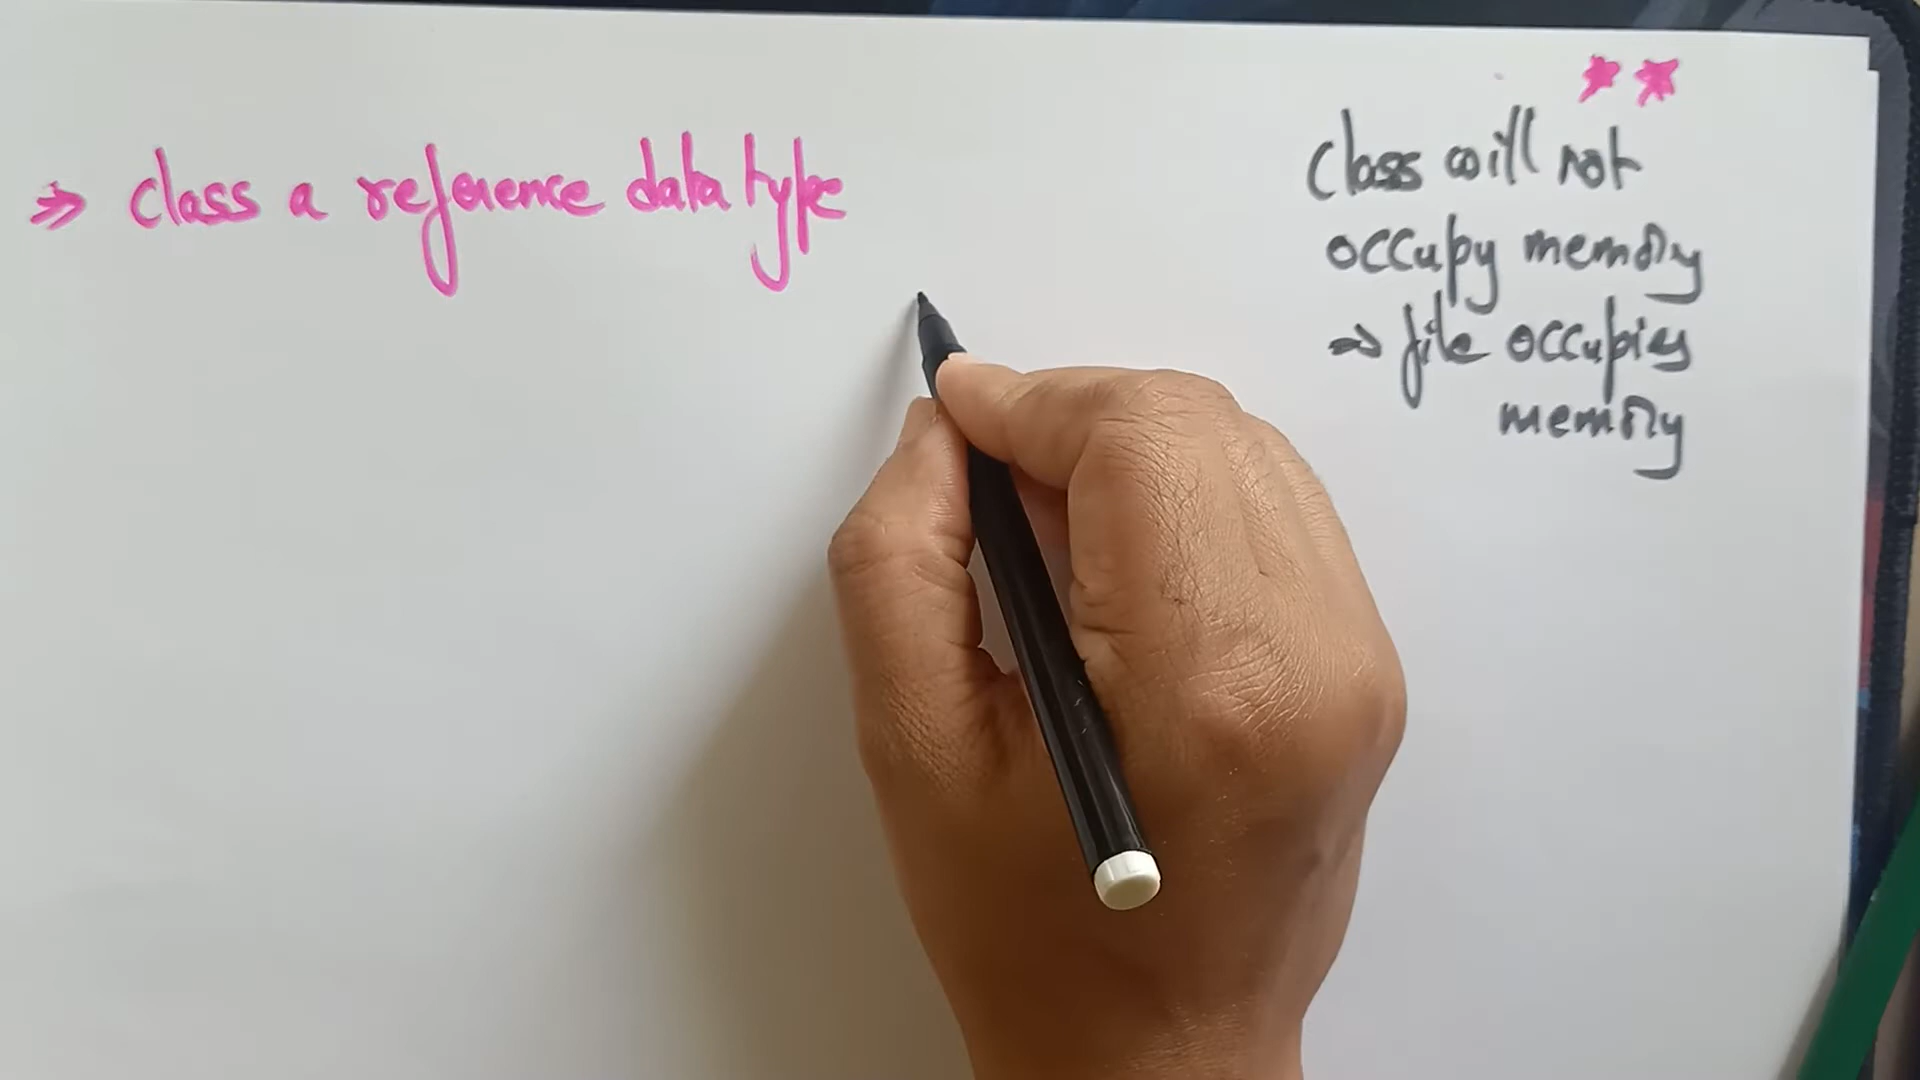 => class a reference data type
Class will not
occupy memory
=> file occupies
memory